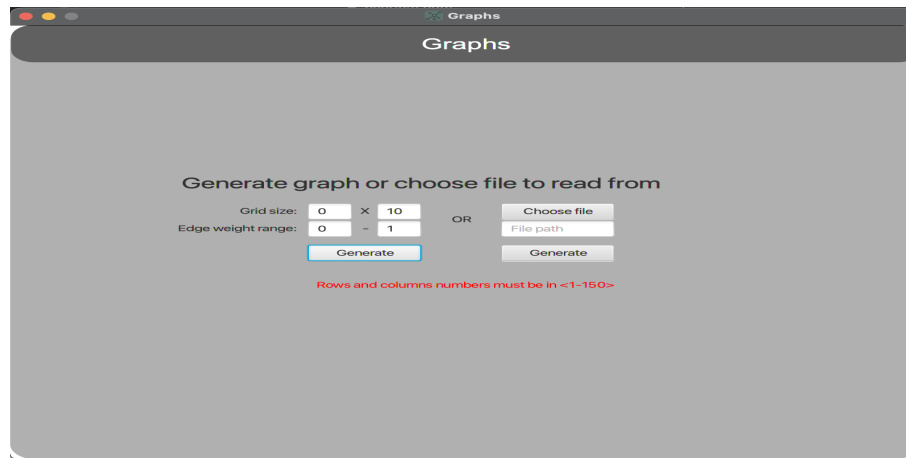 Graphs
Graphs
Generate graph or choose file to read from
Grid size: 0 X 10
Edge weight range: 0 - 1
Generate
OR
Choose file
File path
Generate
Rows and columns numbers must be in <1-150>